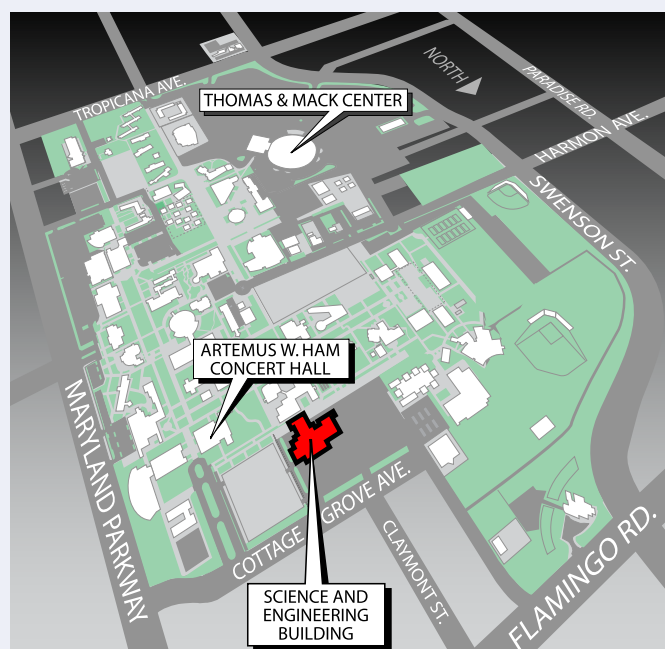 NORTH
PARADISE RD.
TROPICANA AVE.
THOMAS & MACK CENTER
HARMON AVE.
SWENSON ST.
ARTEMUS W. HAM
CONCERT HALL
MARYLAND PARKWAY
COTTAGE GROVE AVE.
CLAYMONT ST.
FLAMINGO RD.
SCIENCE AND
ENGINEERING
BUILDING